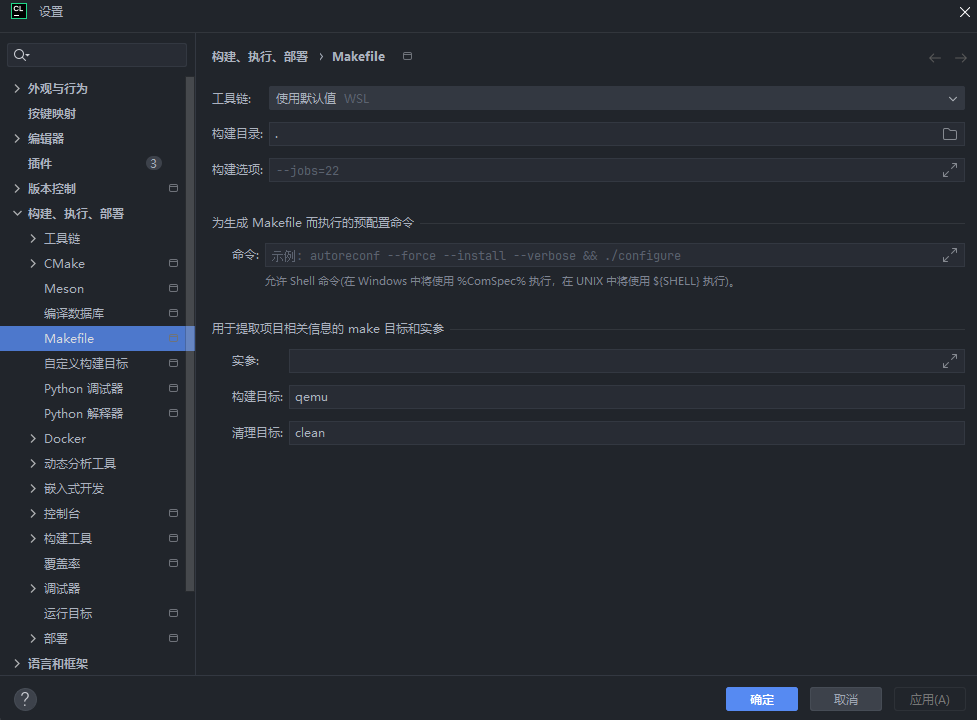 CL
设置
构建、执行、部署 › Makefile
外观与行为
按键映射
编辑器
插件 3
版本控制
构建、执行、部署
工具链
CMake
Meson
编译数据库
Makefile
自定义构建目标
Python 调试器
Python 解释器
Docker
动态分析工具
嵌入式开发
控制台
构建工具
覆盖率
调试器
运行目标
部署
语言和框架
工具链: 使用默认值 WSL
构建目录: .
构建选项: --jobs=22
为生成 Makefile 而执行的预配置命令
命令: 示例: autoreconf --force --install --verbose && ./configure
允许 Shell 命令(在 Windows 中将使用 %ComSpec% 执行，在 UNIX 中将使用 ${SHELL} 执行)。
用于提取项目相关信息的 make 目标和实参
实参:
构建目标: qemu
清理目标: clean
?
确定
取消
应用(A)